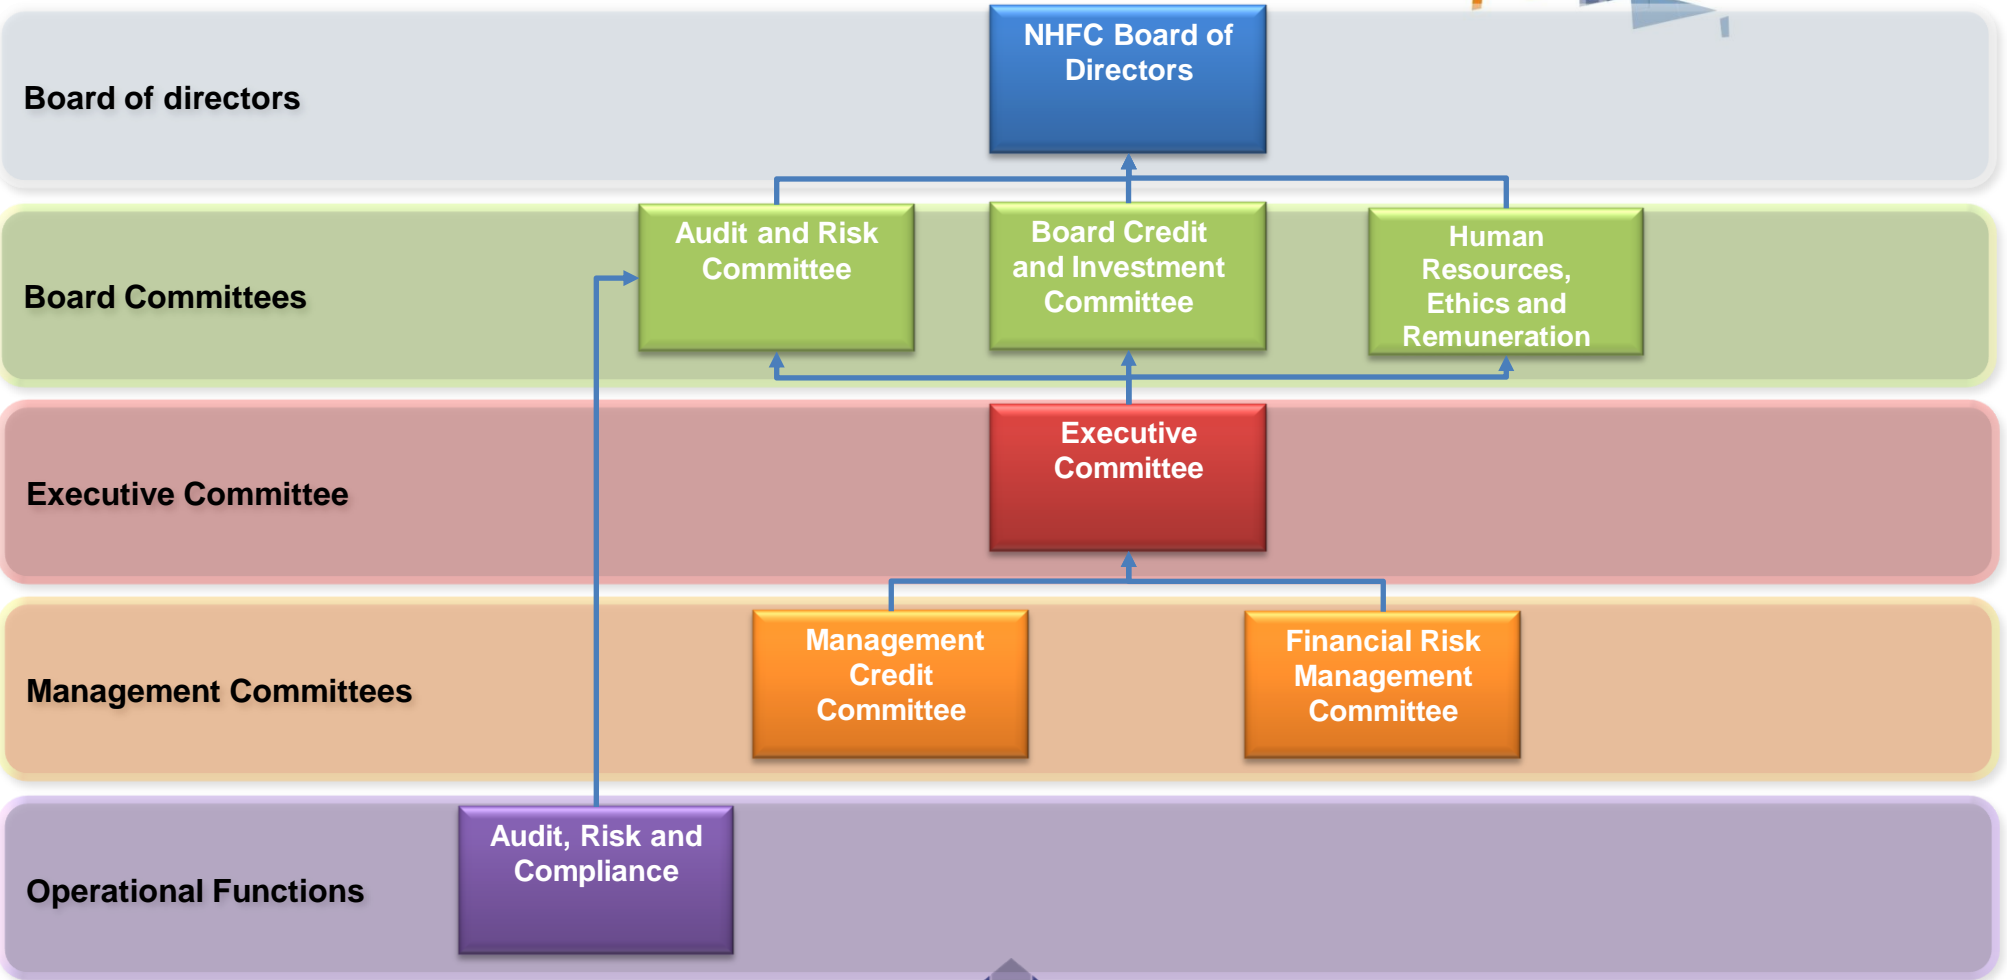 NHFC Board of
Directors
Board of directors
Audit and Risk
Committee
Board Credit
and Investment
Committee
Human
Resources,
Ethics and
Remuneration
Board Committees
Executive
Committee
Executive Committee
Management
Credit
Committee
Financial Risk
Management
Committee
Management Committees
Audit, Risk and
Compliance
Operational Functions